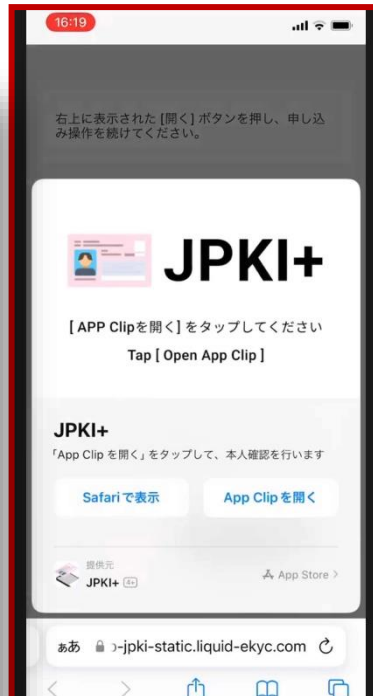 16:19
右上に表示された [開く] ボタンを押し、申し込
み操作を続けてください。
JPKI+
[ APP Clipを開く] をタップしてください
Tap [ Open App Clip ]
JPKI+
「App Clip を開く」をタップして、本人確認を行います
Safariで表示
App Clipを開く
提供元
JPKI+ 4+
App Store
ぁあ
-jpki-static.liquid-ekyc.com